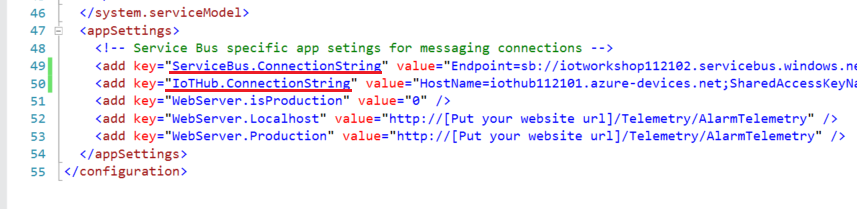 46 </system.serviceModel>
47 <appSettings>
48 <!-- Service Bus specific app setings for messaging connections -->
49 <add key="ServiceBus.ConnectionString" value="Endpoint=sb://iotworkshop112102.servicebus.windows.ne
50 <add key="IoTHub.ConnectionString" value="HostName=iothub112101.azure-devices.net;SharedAccessKeyNa
51 <add key="WebServer.isProduction" value="0" />
52 <add key="WebServer.Localhost" value="http://[Put your website url]/Telemetry/AlarmTelemetry" />
53 <add key="WebServer.Production" value="http://[Put your website url]/Telemetry/AlarmTelemetry" />
54 </appSettings>
55 </configuration>